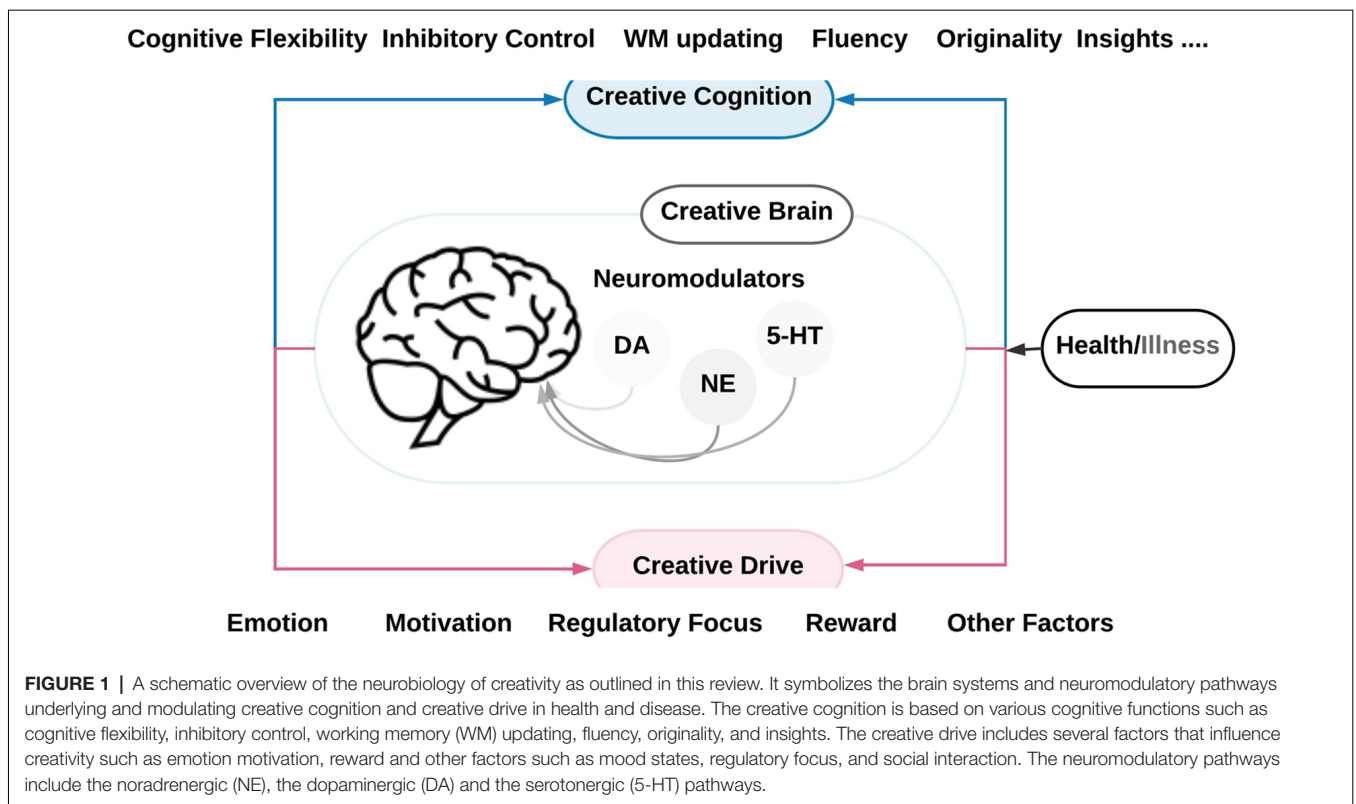 Cognitive Flexibility Inhibitory Control WM updating Fluency Originality Insights ....
Creative Cognition
Creative Brain
Neuromodulators
DA
5-HT
NE
Health/Illness
Creative Drive
Emotion Motivation Regulatory Focus Reward Other Factors
FIGURE 1 | A schematic overview of the neurobiology of creativity as outlined in this review. It symbolizes the brain systems and neuromodulatory pathways
underlying and modulating creative cognition and creative drive in health and disease. The creative cognition is based on various cognitive functions such as
cognitive flexibility, inhibitory control, working memory (WM) updating, fluency, originality, and insights. The creative drive includes several factors that influence
creativity such as emotion motivation, reward and other factors such as mood states, regulatory focus, and social interaction. The neuromodulatory pathways
include the noradrenergic (NE), the dopaminergic (DA) and the serotonergic (5-HT) pathways.